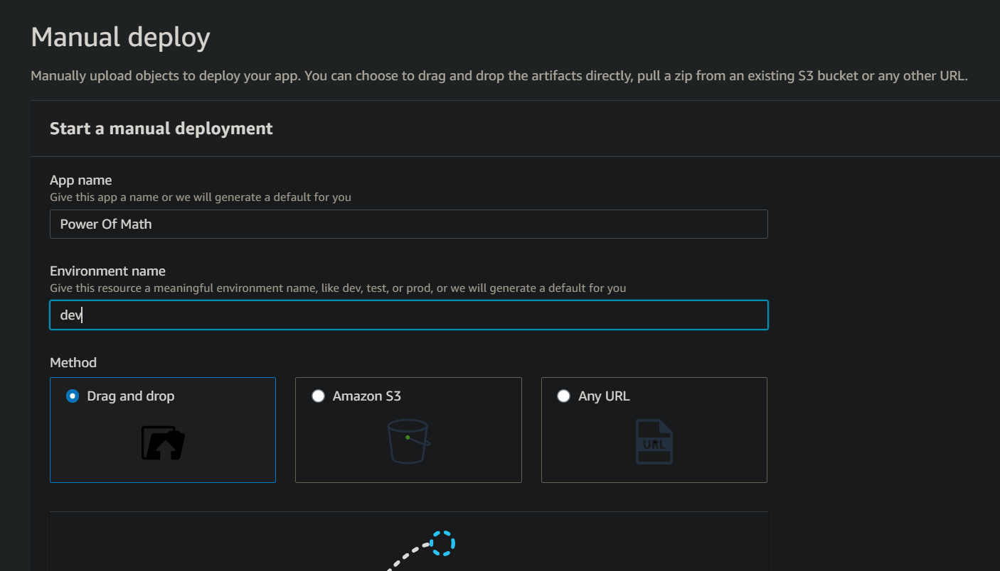 Manual deploy
Manually upload objects to deploy your app. You can choose to drag and drop the artifacts directly, pull a zip from an existing S3 bucket or any other URL.
Start a manual deployment
App name
Give this app a name or we will generate a default for you
Power Of Math
Environment name
Give this resource a meaningful environment name, like dev, test, or prod, or we will generate a default for you
dev
Method
Drag and drop
Amazon S3
Any URL
URL